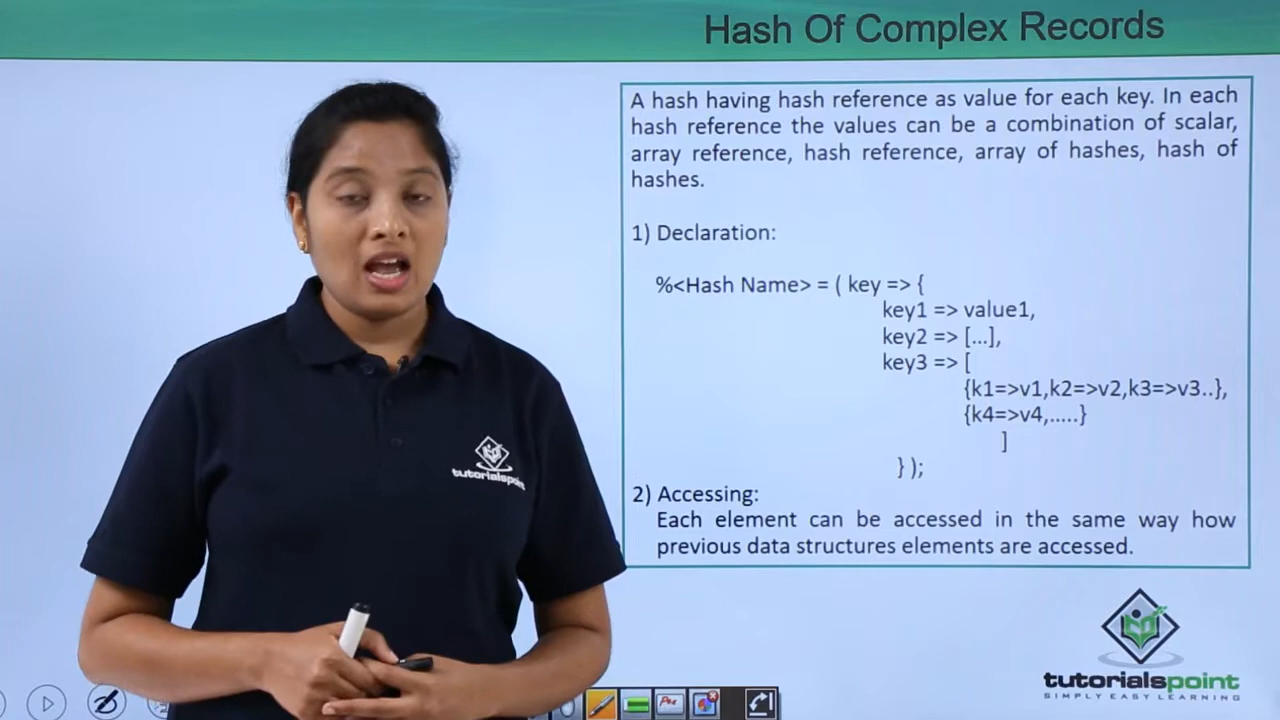 Hash Of Complex Records
A hash having hash reference as value for each key. In each
hash reference the values can be a combination of scalar,
array reference, hash reference, array of hashes, hash of
hashes.
1) Declaration:
%<Hash Name> = ( key => {
key1 => value1,
key2 => [...],
key3 => [
{k1=>v1,k2=>v2,k3=>v3..},
{k4=>v4,.....}
]
} );
2) Accessing:
Each element can be accessed in the same way how
previous data structures elements are accessed.
tutorialspoint
tutorialspoint
SIMPLY EASY LEARNING